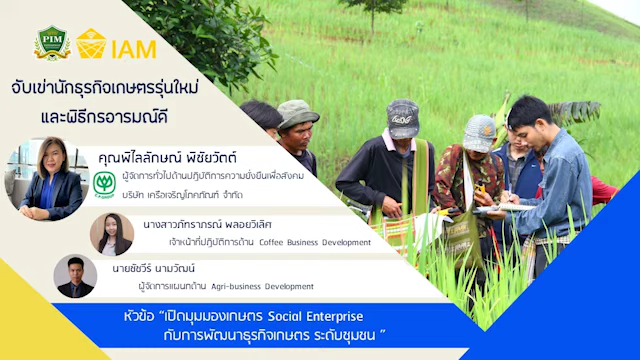 PIM
IAM
จับเข่านักธุรกิจเกษตรรุ่นใหม่
และพิธีกรอารมณ์ดี
คุณพิไลลักษณ์ พิชัยวัตต์
ผู้จัดการทั่วไปด้านปฏิบัติการความยั่งยืนเพื่อสังคม
บริษัท เครือเจริญโภคภัณฑ์ จำกัด
นางสาวภัทราภรณ์ พลอยวิเลิศ
เจ้าหน้าที่ปฏิบัติการด้าน Coffee Business Development
นายชัยวีร์ นามวัฒน์
ผู้จัดการแผนกด้าน Agri-business Development
หัวข้อ “เปิดมุมมองเกษตร Social Enterprise
กับการพัฒนาธุรกิจเกษตร ระดับชุมชน ”